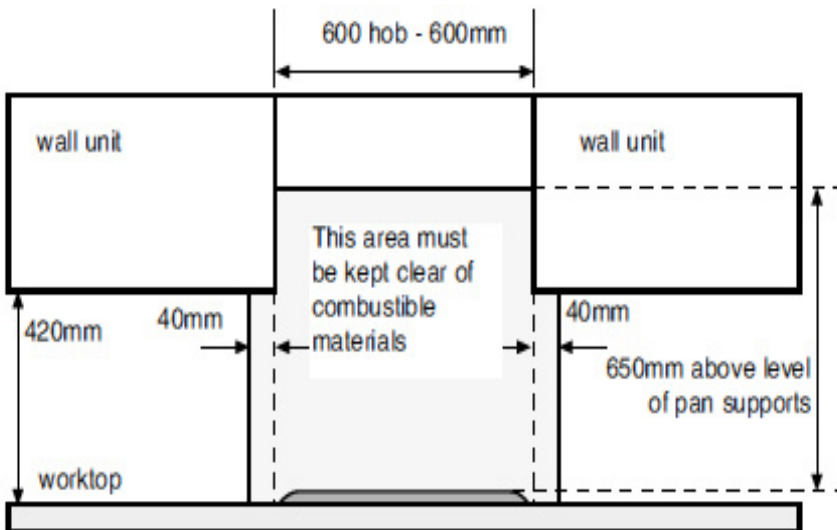 600 hob - 600mm
wall unit
wall unit
This area must
be kept clear of
combustible
materials
420mm
40mm
40mm
650mm above level
of pan supports
worktop